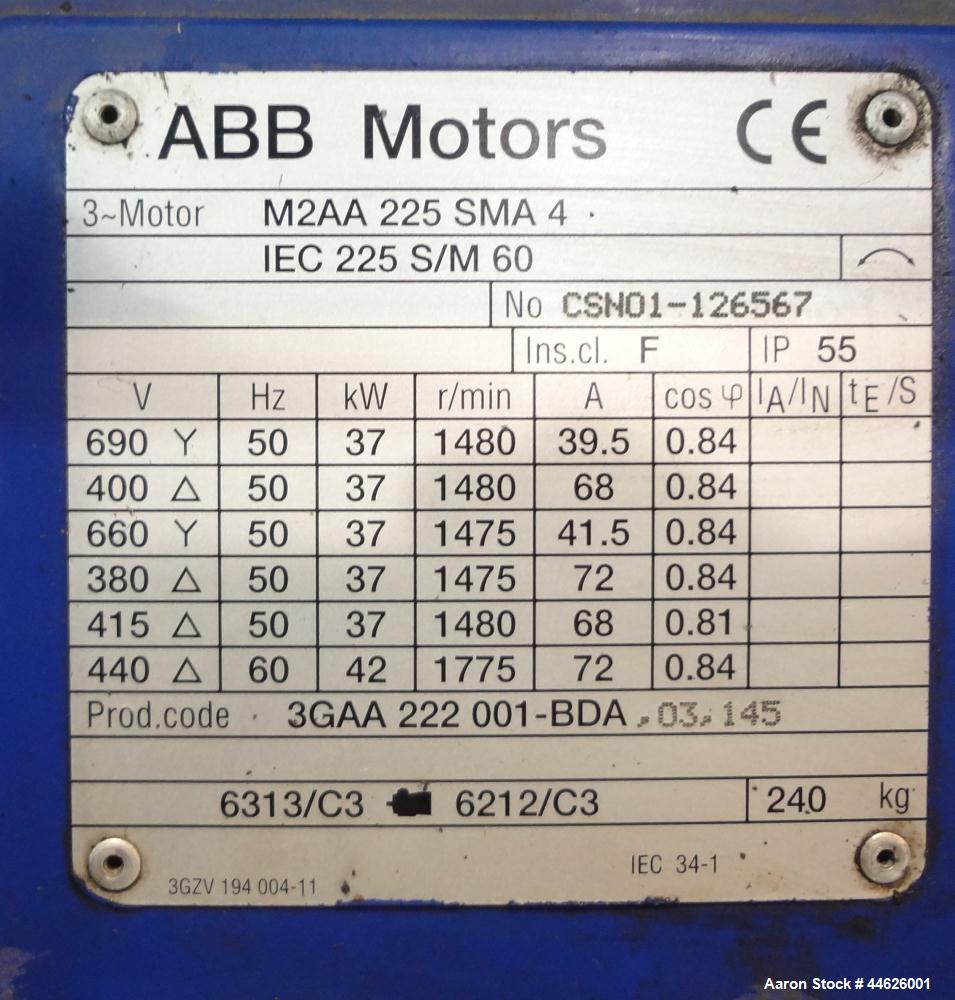 ABB Motors CE
3~Motor M2AA 225 SMA 4
IEC 225 S/M 60
No CSN01-126567
Ins.cl. F IP 55
V Hz kW r/min A cos φ IA/IN tE/S
690 Y 50 37 1480 39.5 0.84
400 △ 50 37 1480 68 0.84
660 Y 50 37 1475 41.5 0.84
380 △ 50 37 1475 72 0.84
415 △ 50 37 1480 68 0.81
440 △ 60 42 1775 72 0.84
Prod.code 3GAA 222 001-BDA ,03,145
6313/C3 6212/C3 240 kg
IEC 34-1
3GZV 194 004-11
Aaron Stock # 44626001